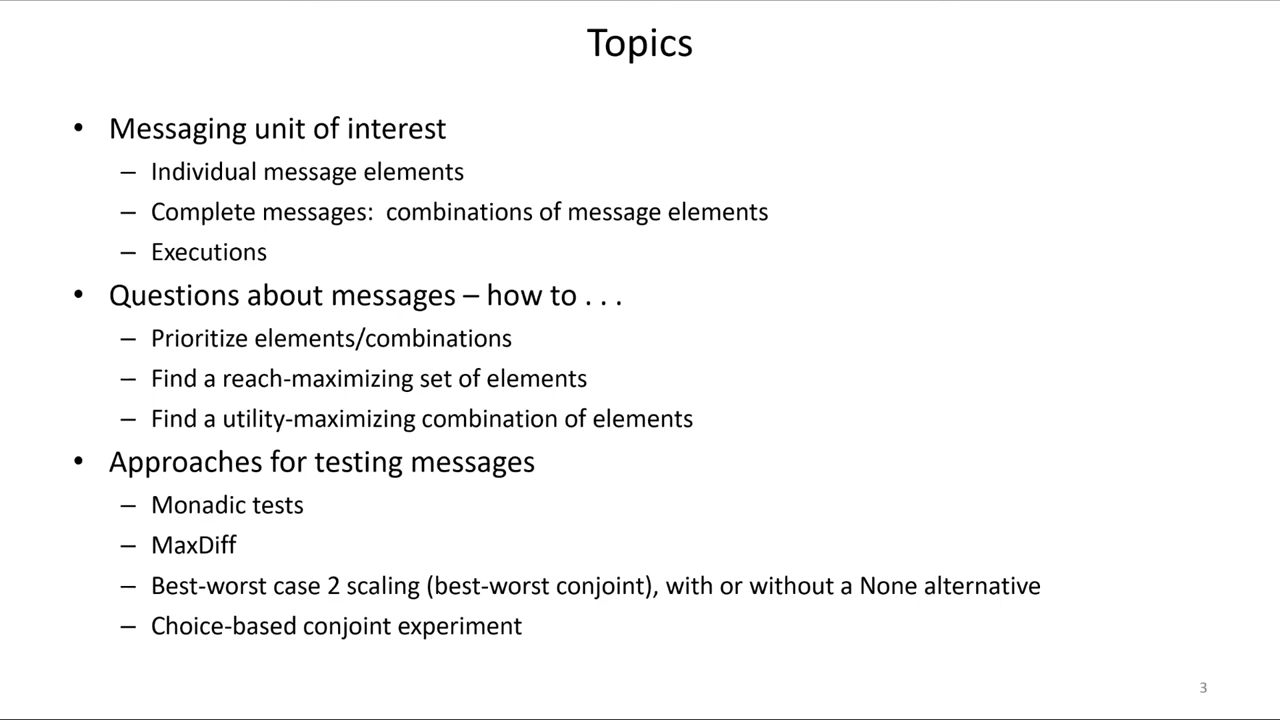 Topics
• Messaging unit of interest
– Individual message elements
– Complete messages:  combinations of message elements
– Executions
• Questions about messages – how to . . .
– Prioritize elements/combinations
– Find a reach-maximizing set of elements
– Find a utility-maximizing combination of elements
• Approaches for testing messages
– Monadic tests
– MaxDiff
– Best-worst case 2 scaling (best-worst conjoint), with or without a None alternative
– Choice-based conjoint experiment
3